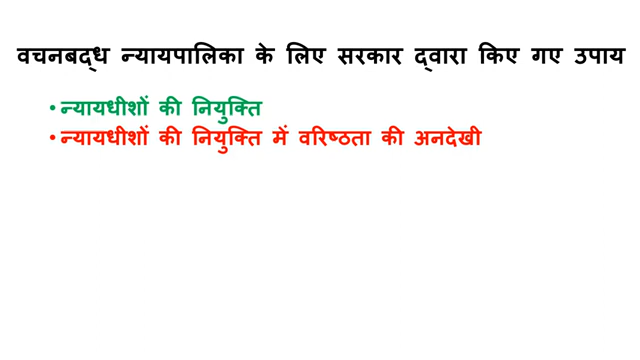 वचनबद्ध न्यायपालिका के लिए सरकार द्वारा किए गए उपाय
• न्यायधीशों की नियुक्ति
• न्यायधीशों की नियुक्ति में वरिष्ठता की अनदेखी